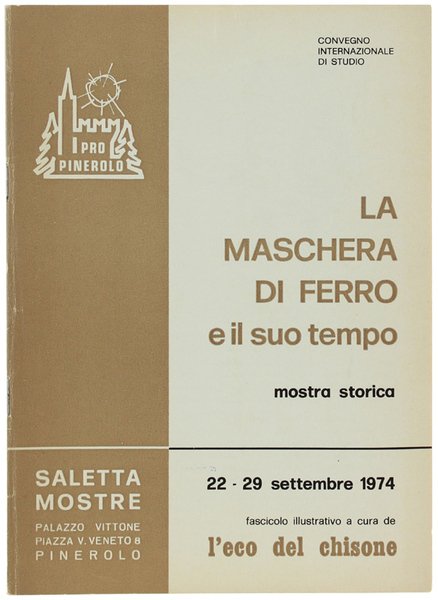 CONVEGNO
INTERNAZIONALE
DI STUDIO
PRO
PINEROLO
LA
MASCHERA
DI FERRO
e il suo tempo
mostra storica
SALETTA
MOSTRE
PALAZZO VITTONE
PIAZZA V. VENETO 8
PINEROLO
22 - 29 settembre 1974
fascicolo illustrativo a cura de
l'eco del chisone